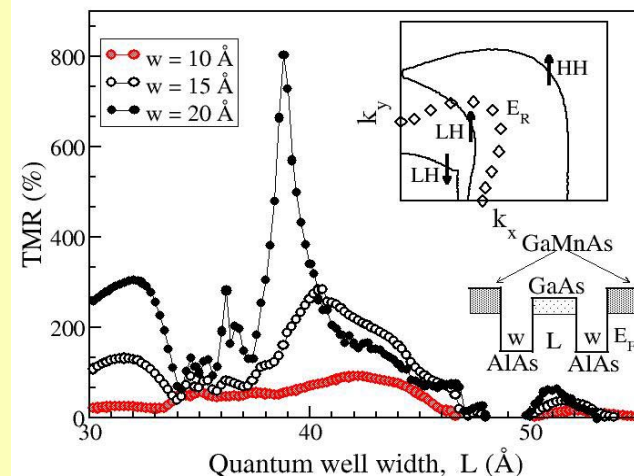 800
600
400
200
0
TMR (%)
w = 10 Å
w = 15 Å
w = 20 Å
k_y
HH
E_R
LH
LH
k_x
GaMnAs
GaAs
w L w E_F
AlAs AlAs
30 40 50
Quantum well width, L (Å)